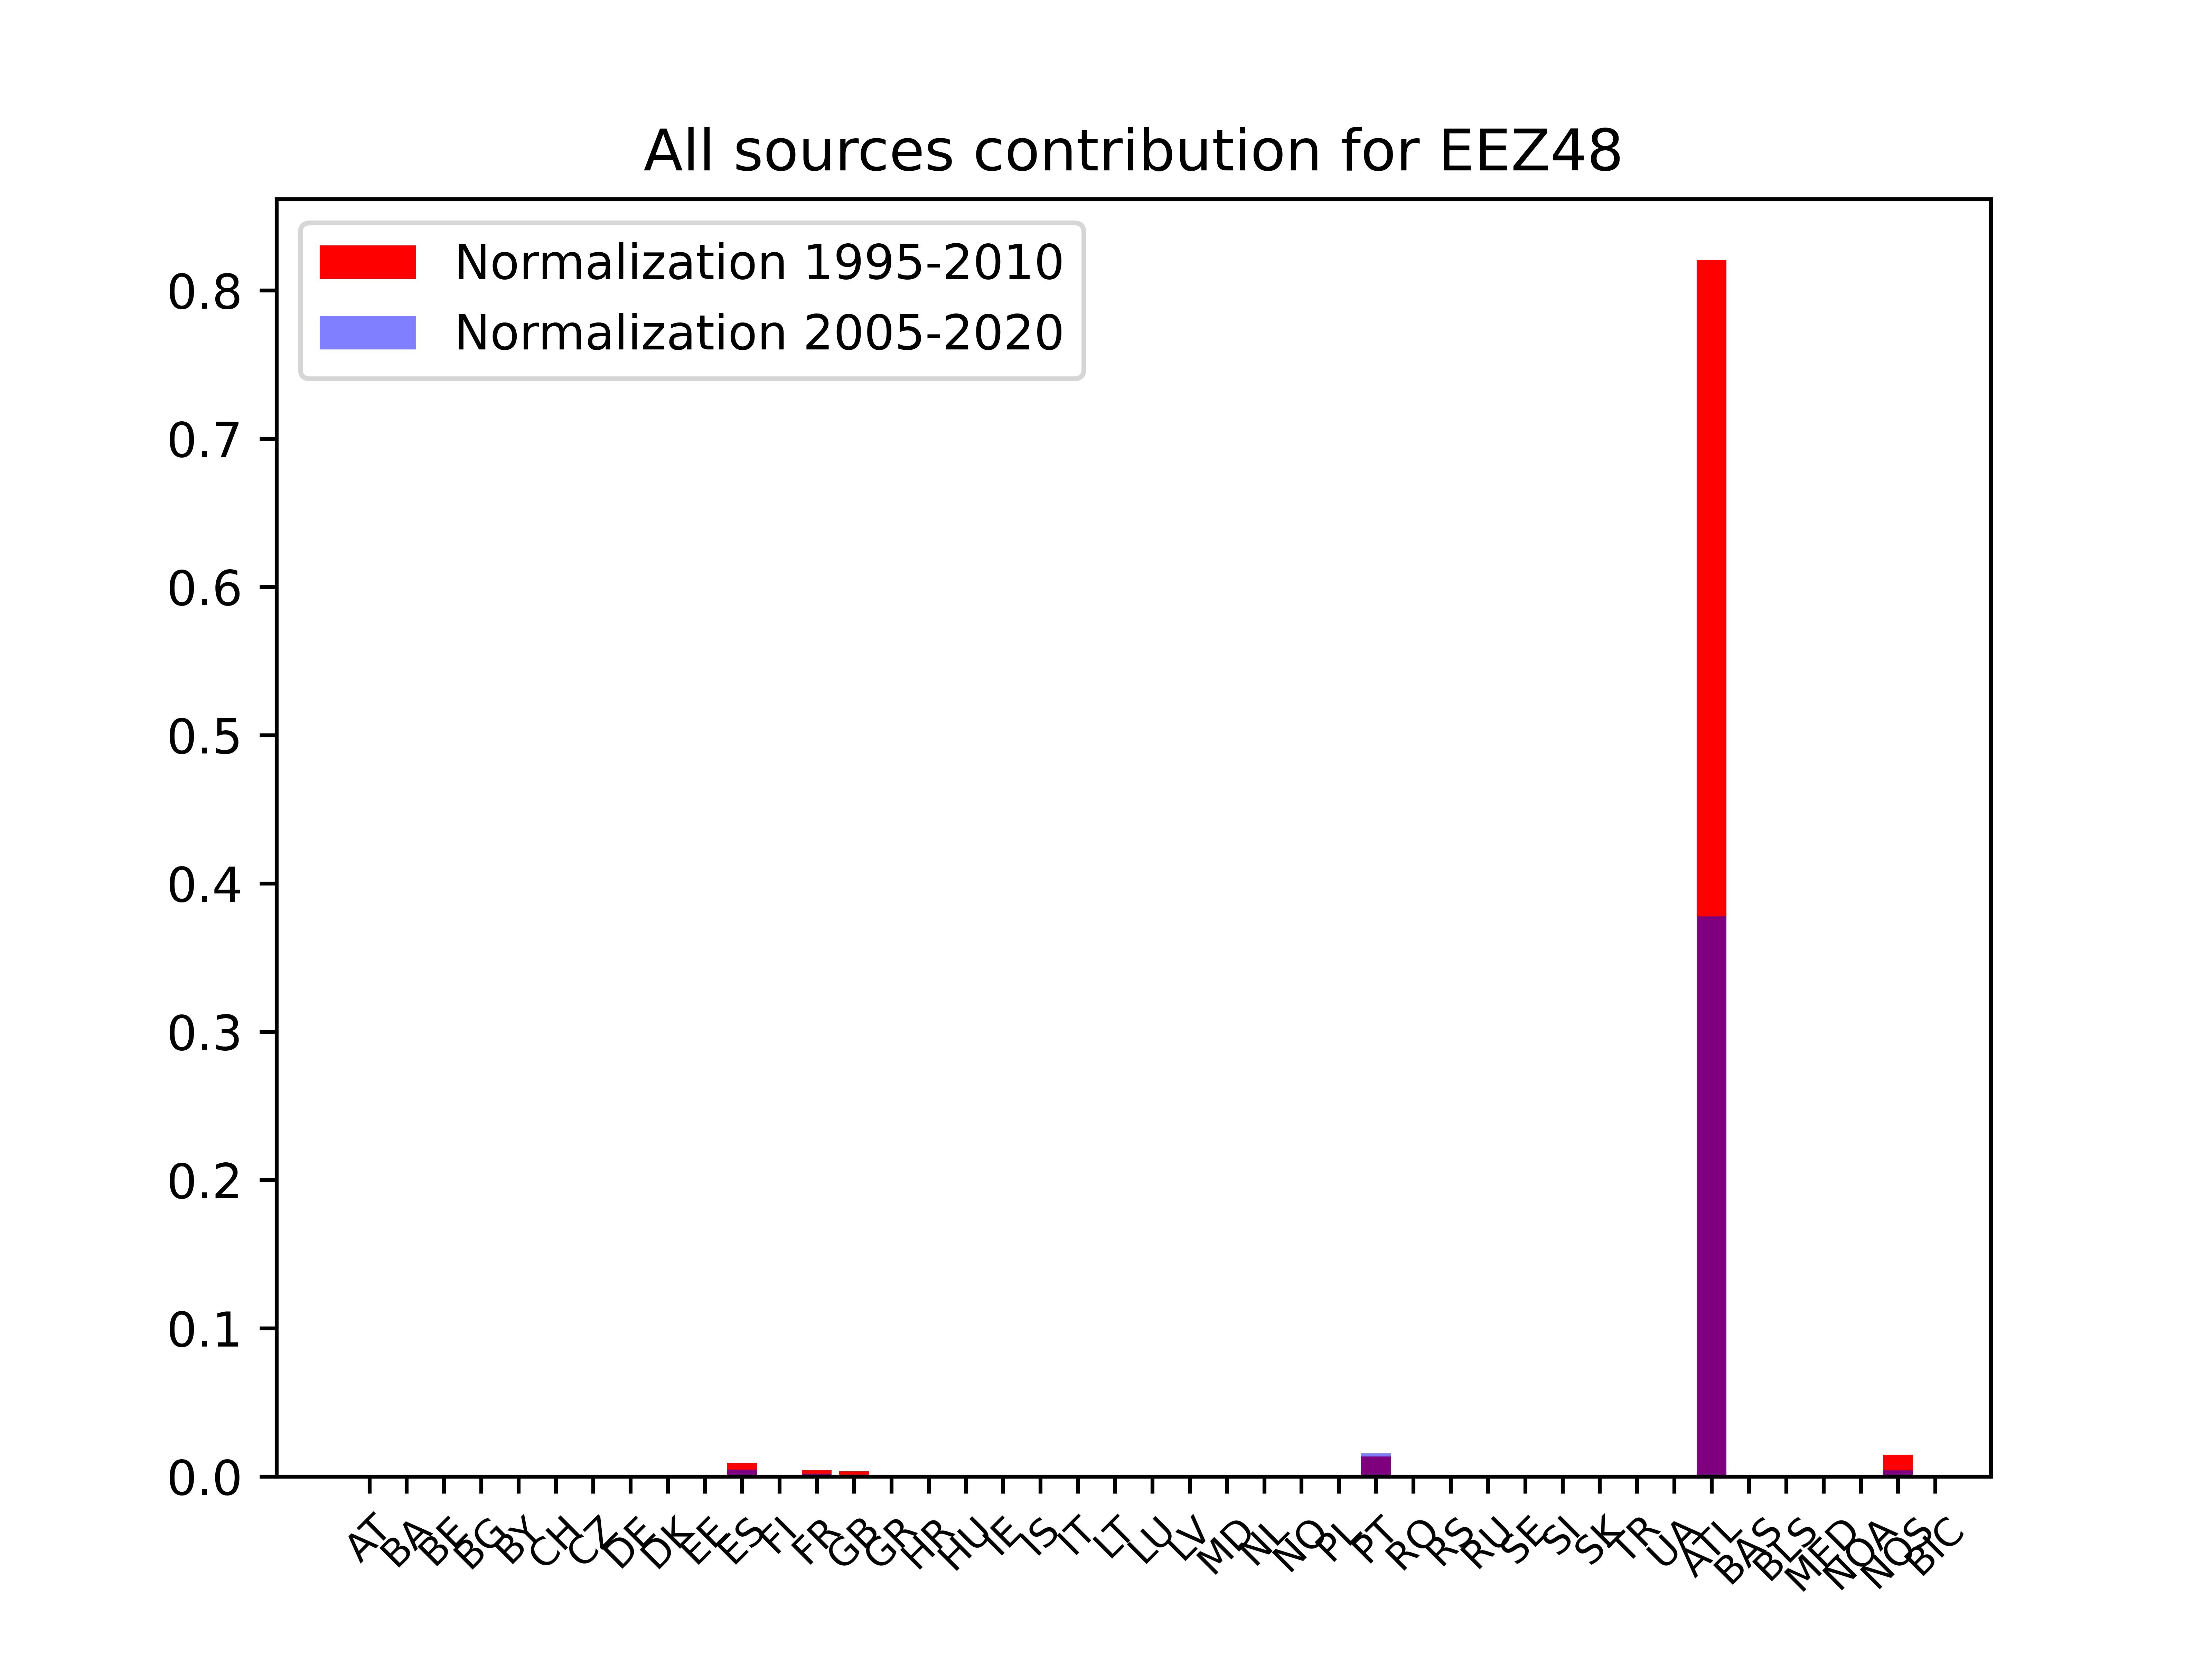 All sources contribution for EEZ48
Normalization 1995-2010
Normalization 2005-2020
0.8
0.7
0.6
0.5
0.4
0.3
0.2
0.1
0.0
AT BA BE BG BY CH CZ DE DK EE ES FI FR GB GR HR HU IE IS IT LT LU LV MD NL NO PL PT RO RS RU SE SI SK TR UA ATL BAS BLS MED NOA NOS BIC